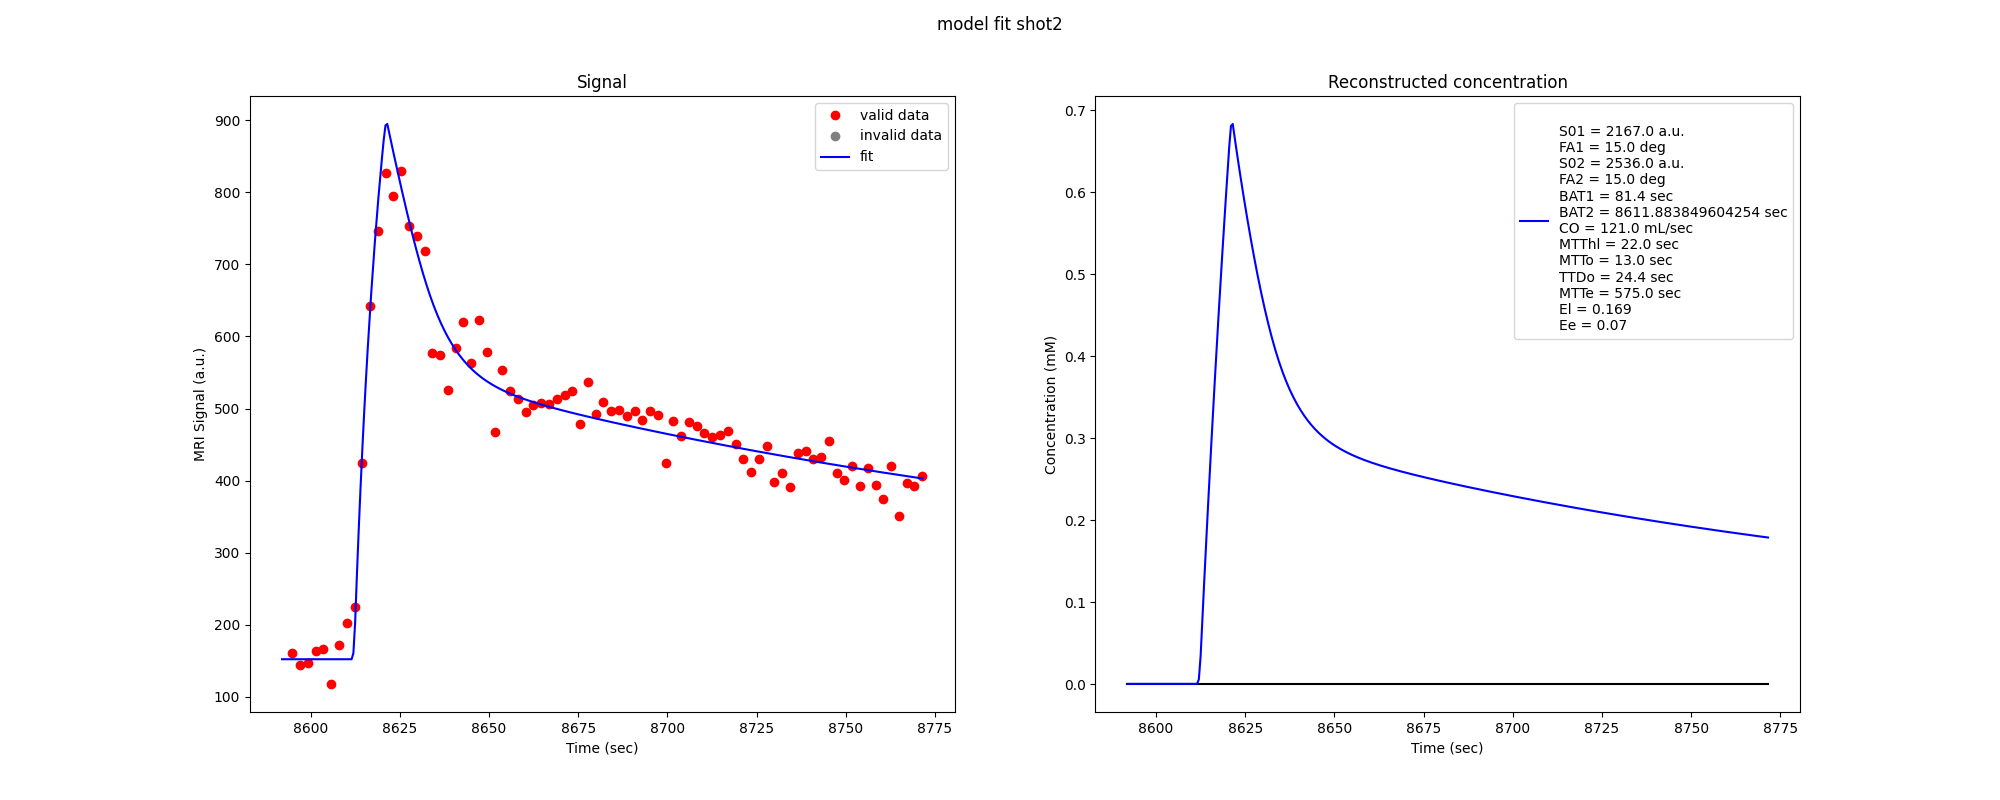 model fit shot2
Signal
900
800
700
600
500
400
300
200
100
MRI Signal (a.u.)
valid data
invalid data
fit
8600 8625 8650 8675 8700 8725 8750 8775
Time (sec)
Reconstructed concentration
0.7
0.6
0.5
0.4
0.3
0.2
0.1
0.0
Concentration (mM)
S01 = 2167.0 a.u.
FA1 = 15.0 deg
S02 = 2536.0 a.u.
FA2 = 15.0 deg
BAT1 = 81.4 sec
BAT2 = 8611.883849604254 sec
CO = 121.0 mL/sec
MTThl = 22.0 sec
MTTo = 13.0 sec
TTDo = 24.4 sec
MTTe = 575.0 sec
El = 0.169
Ee = 0.07
8600 8625 8650 8675 8700 8725 8750 8775
Time (sec)